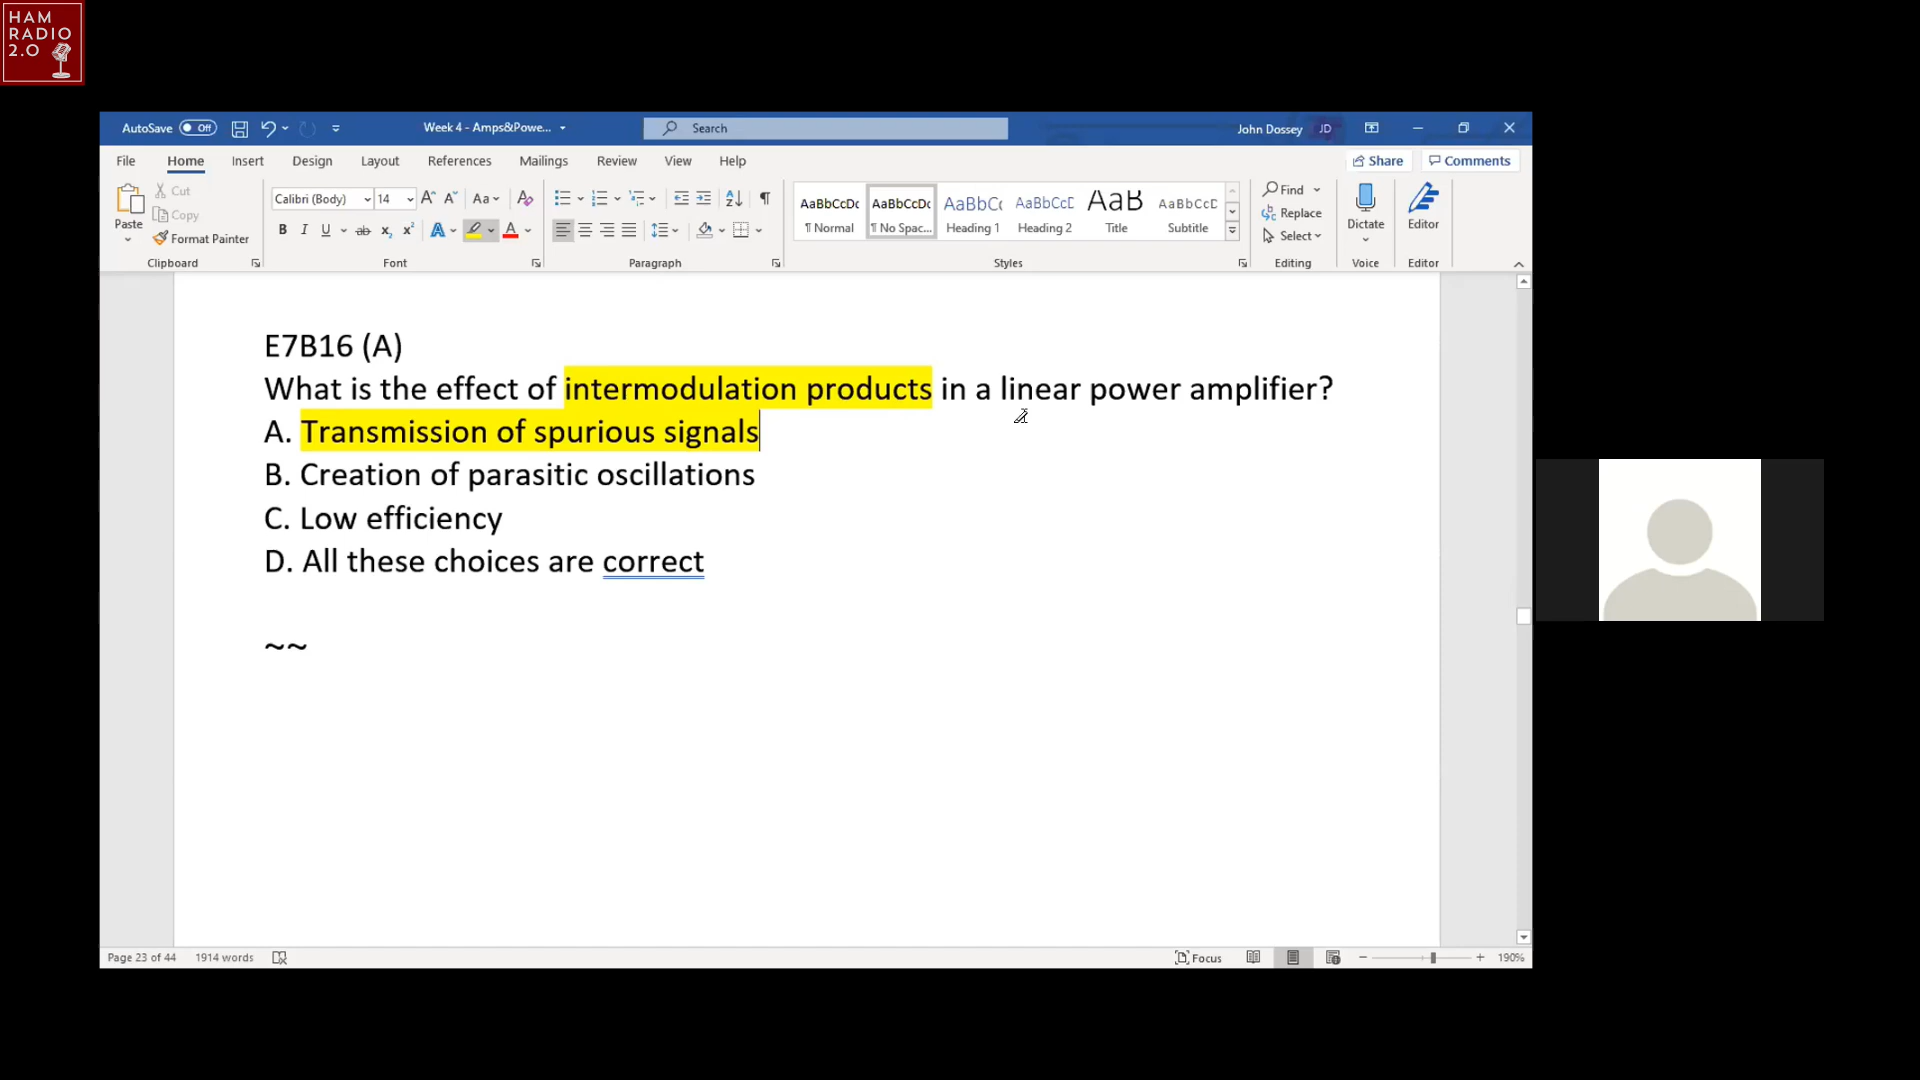 HAM
RADIO
2.0
AutoSave Off
Week 4 - Amps&Powe...
Search
John Dossey JD
File Home Insert Design Layout References Mailings Review View Help
Share Comments
Paste
Cut
Copy
Format Painter
Clipboard
Calibri (Body) 14
Font
Paragraph
AaBbCcDc AaBbCcDc AaBbCc AaBbCcD AaB AaBbCcD
¶ Normal ¶ No Spac... Heading 1 Heading 2 Title Subtitle
Styles
Find
Replace
Select
Editing
Dictate
Voice
Editor
Editor
E7B16 (A)
What is the effect of intermodulation products in a linear power amplifier?
A. Transmission of spurious signals
B. Creation of parasitic oscillations
C. Low efficiency
D. All these choices are correct
~~
Page 23 of 44 1914 words
Focus
190%